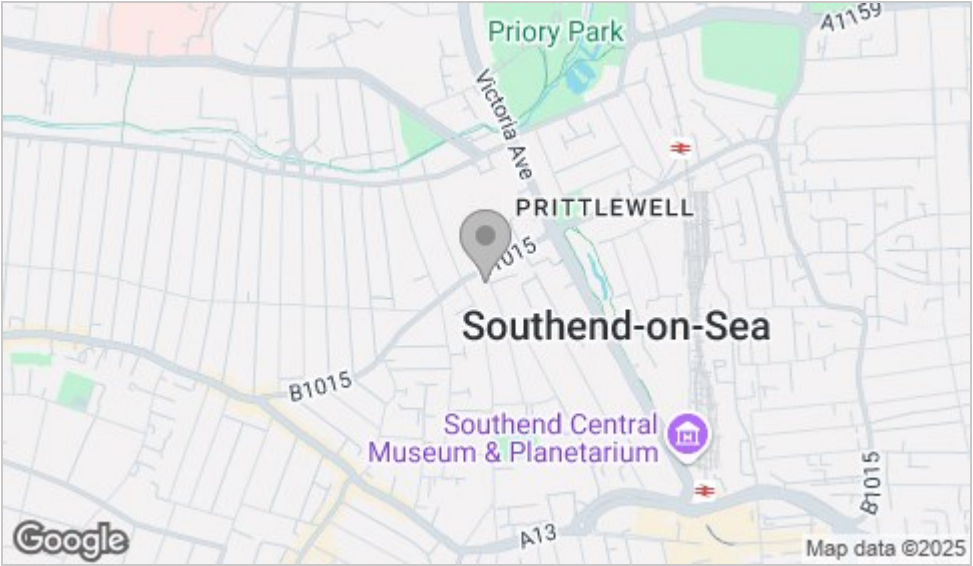 A1159
Priory Park
Victoria Ave
PRITTLEWELL
1015
Southend-on-Sea
B1015
Southend Central
Museum & Planetarium
B1015
A13
Google
Map data ©2025